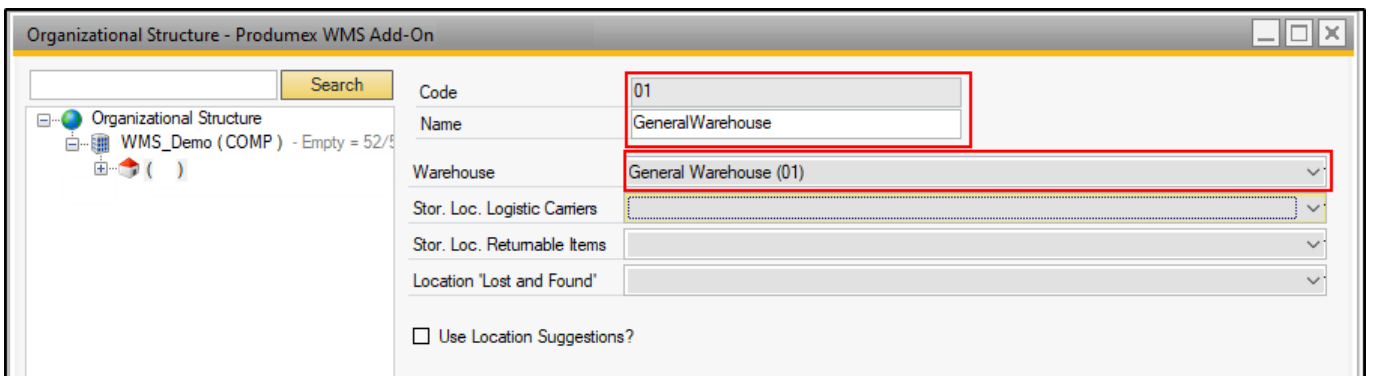 Organizational Structure - Produmex WMS Add-On
Search
Organizational Structure
WMS_Demo ( COMP ) - Empty = 52/
( )
Code 01
Name GeneralWarehouse
Warehouse General Warehouse (01)
Stor. Loc. Logistic Carriers
Stor. Loc. Returnable Items
Location 'Lost and Found'
Use Location Suggestions?